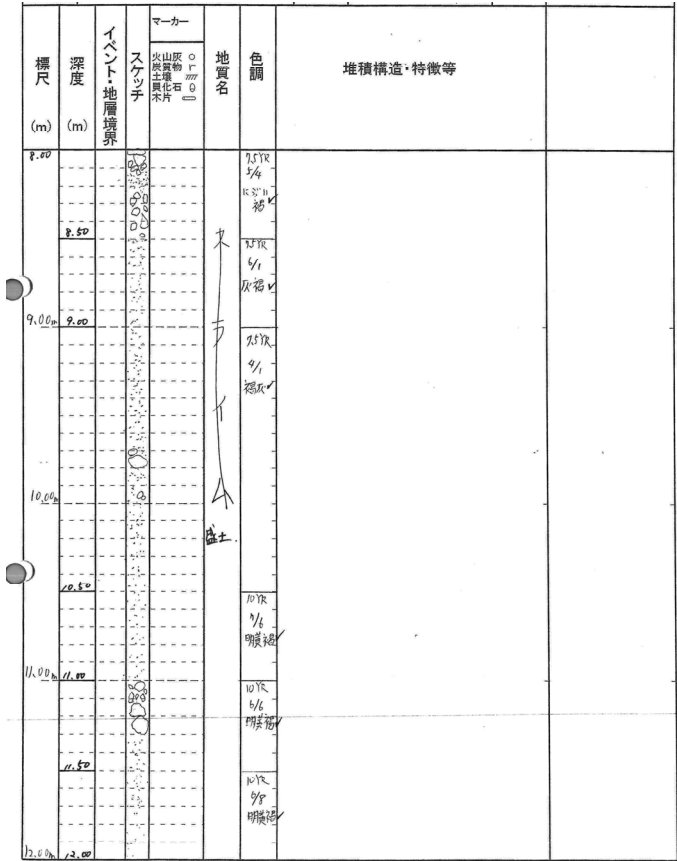 標尺
(m)
深度
(m)
イベント・地層境界
スケッチ
マーカー
火山灰 ○
炭質物 r
土壌
貝化石
木片
地質名
色調
堆積構造・特徴等
8.00
7.5YR
5/4
にぶい
褐 ✓
8.50
7.5YR
6/1
灰褐 ✓
9.00m
9.00
7.5YR
4/1
褐灰 ✓
スライム
10.00m
盛土
10.50
10YR
7/6
明黄褐 ✓
11.00m
11.00
10YR
6/6
明黄褐 ✓
11.50
10YR
明黄褐 ✓
12.00m
12.00